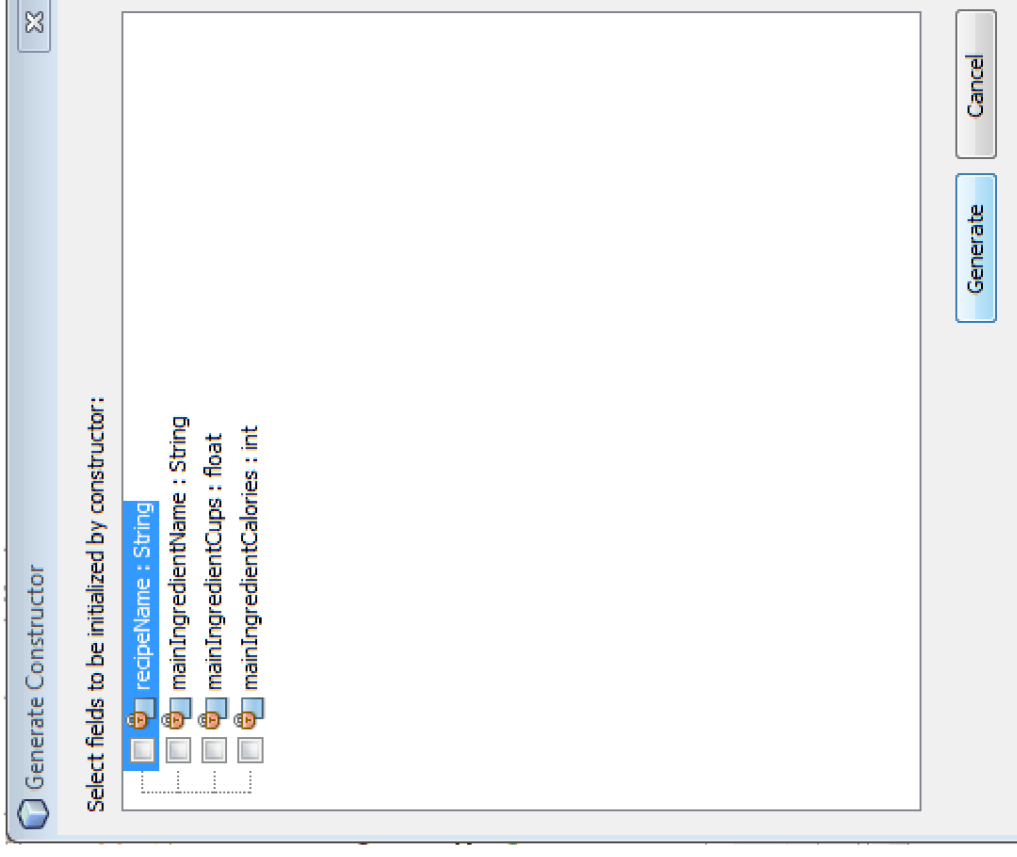 Generate Constructor
Select fields to be initialized by constructor:
recipeName : String
mainIngredientName : String
mainIngredientCups : float
mainIngredientCalories : int
Generate
Cancel